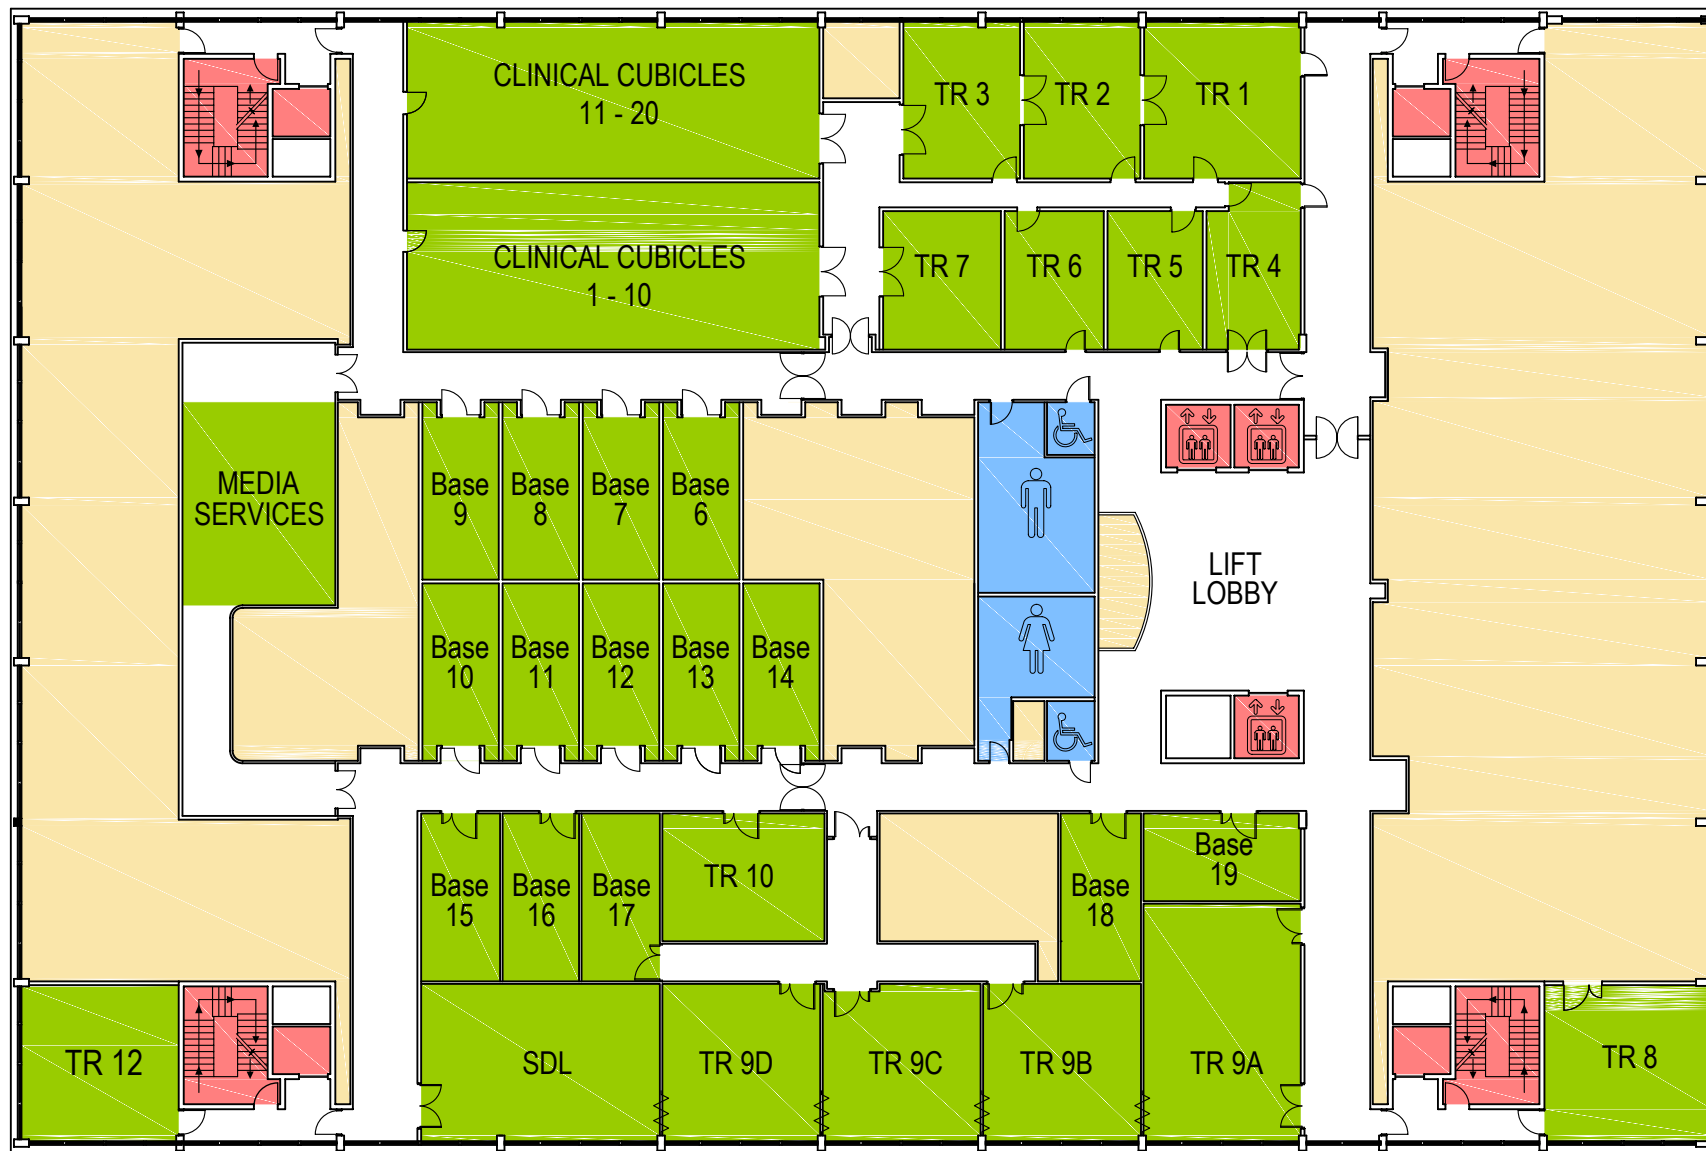 CLINICAL CUBICLES
11 - 20
TR 3
TR 2
TR 1
CLINICAL CUBICLES
1 - 10
TR 7
TR 6
TR 5
TR 4
MEDIA
SERVICES
Base
9
Base
8
Base
7
Base
6
LIFT
LOBBY
Base
10
Base
11
Base
12
Base
13
Base
14
Base
15
Base
16
Base
17
TR 10
Base
18
Base
19
TR 12
SDL
TR 9D
TR 9C
TR 9B
TR 9A
TR 8